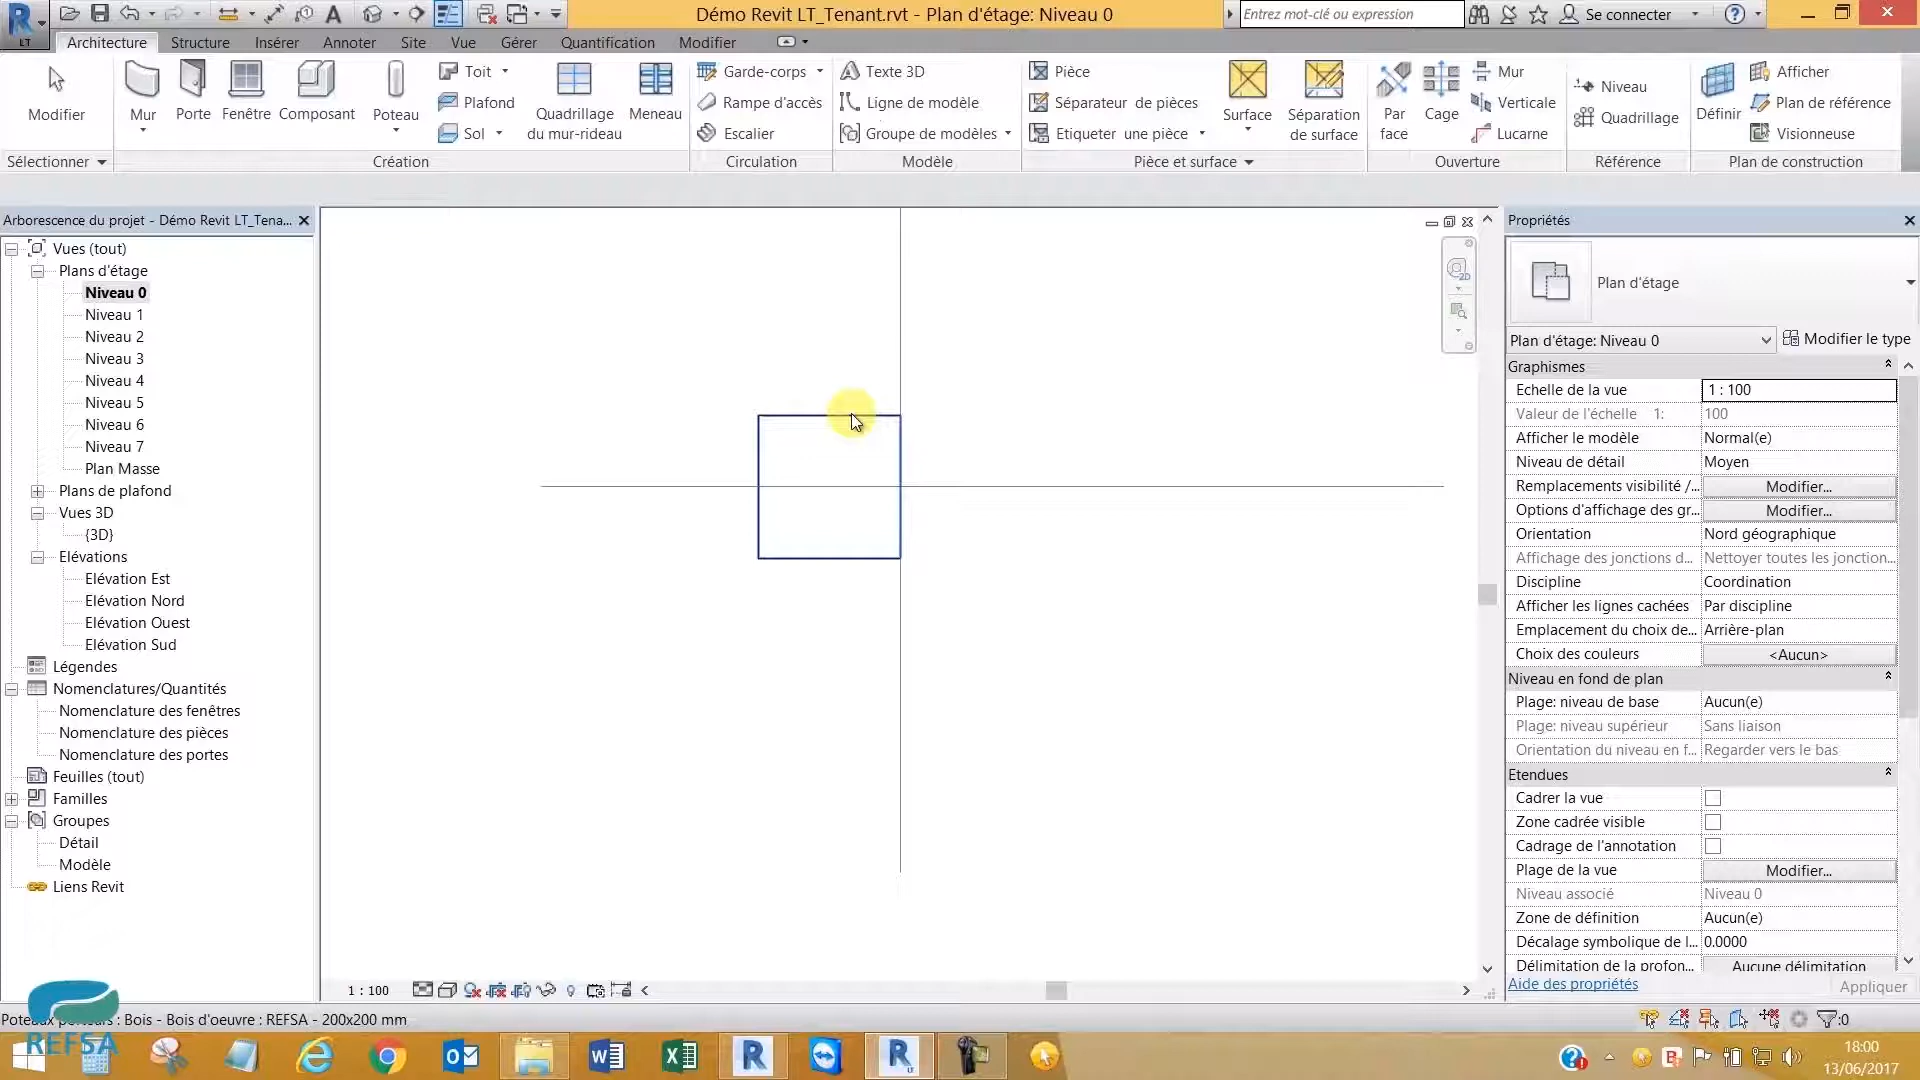 Démo Revit LT_Tenant.rvt - Plan d'étage: Niveau 0
Entrez mot-clé ou expression
Se connecter
LT
Architecture
Structure
Insérer
Annoter
Site
Vue
Gérer
Quantification
Modifier
Modifier
Mur
Porte
Fenêtre
Composant
Poteau
Toit
Plafond
Sol
Quadrillage
du mur-rideau
Meneau
Garde-corps
Rampe d'accès
Escalier
Texte 3D
Ligne de modèle
Groupe de modèles
Pièce
Séparateur de pièces
Etiqueter une pièce
Surface
Séparation
de surface
Par
face
Cage
Mur
Verticale
Lucarne
Niveau
Quadrillage
Définir
Afficher
Plan de référence
Visionneuse
Sélectionner
Création
Circulation
Modèle
Pièce et surface
Ouverture
Référence
Plan de construction
Arborescence du projet - Démo Revit LT_Tena...
Vues (tout)
Plans d'étage
Niveau 0
Niveau 1
Niveau 2
Niveau 3
Niveau 4
Niveau 5
Niveau 6
Niveau 7
Plan Masse
Plans de plafond
Vues 3D
{3D}
Elévations
Elévation Est
Elévation Nord
Elévation Ouest
Elévation Sud
Légendes
Nomenclatures/Quantités
Nomenclature des fenêtres
Nomenclature des pièces
Nomenclature des portes
Feuilles (tout)
Familles
Groupes
Détail
Modèle
Liens Revit
2D
Propriétés
Plan d'étage
Plan d'étage: Niveau 0
Modifier le type
Graphismes
Echelle de la vue 1 : 100
Valeur de l'échelle 1: 100
Afficher le modèle Normal(e)
Niveau de détail Moyen
Remplacements visibilité /... Modifier...
Options d'affichage des gr... Modifier...
Orientation Nord géographique
Affichage des jonctions d... Nettoyer toutes les jonction...
Discipline Coordination
Afficher les lignes cachées Par discipline
Emplacement du choix de... Arrière-plan
Choix des couleurs <Aucun>
Niveau en fond de plan
Plage: niveau de base Aucun(e)
Plage: niveau supérieur Sans liaison
Orientation du niveau en f... Regarder vers le bas
Etendues
Cadrer la vue
Zone cadrée visible
Cadrage de l'annotation
Plage de la vue Modifier...
Niveau associé Niveau 0
Zone de définition Aucun(e)
Décalage symbolique de l... 0.0000
Délimitation de la profon... Aucune délimitation
Aide des propriétés
Appliquer
1 : 100
Poteaux porteurs : Bois - Bois d'oeuvre : REFSA - 200x200 mm
:0
REFSA
18:00
13/06/2017